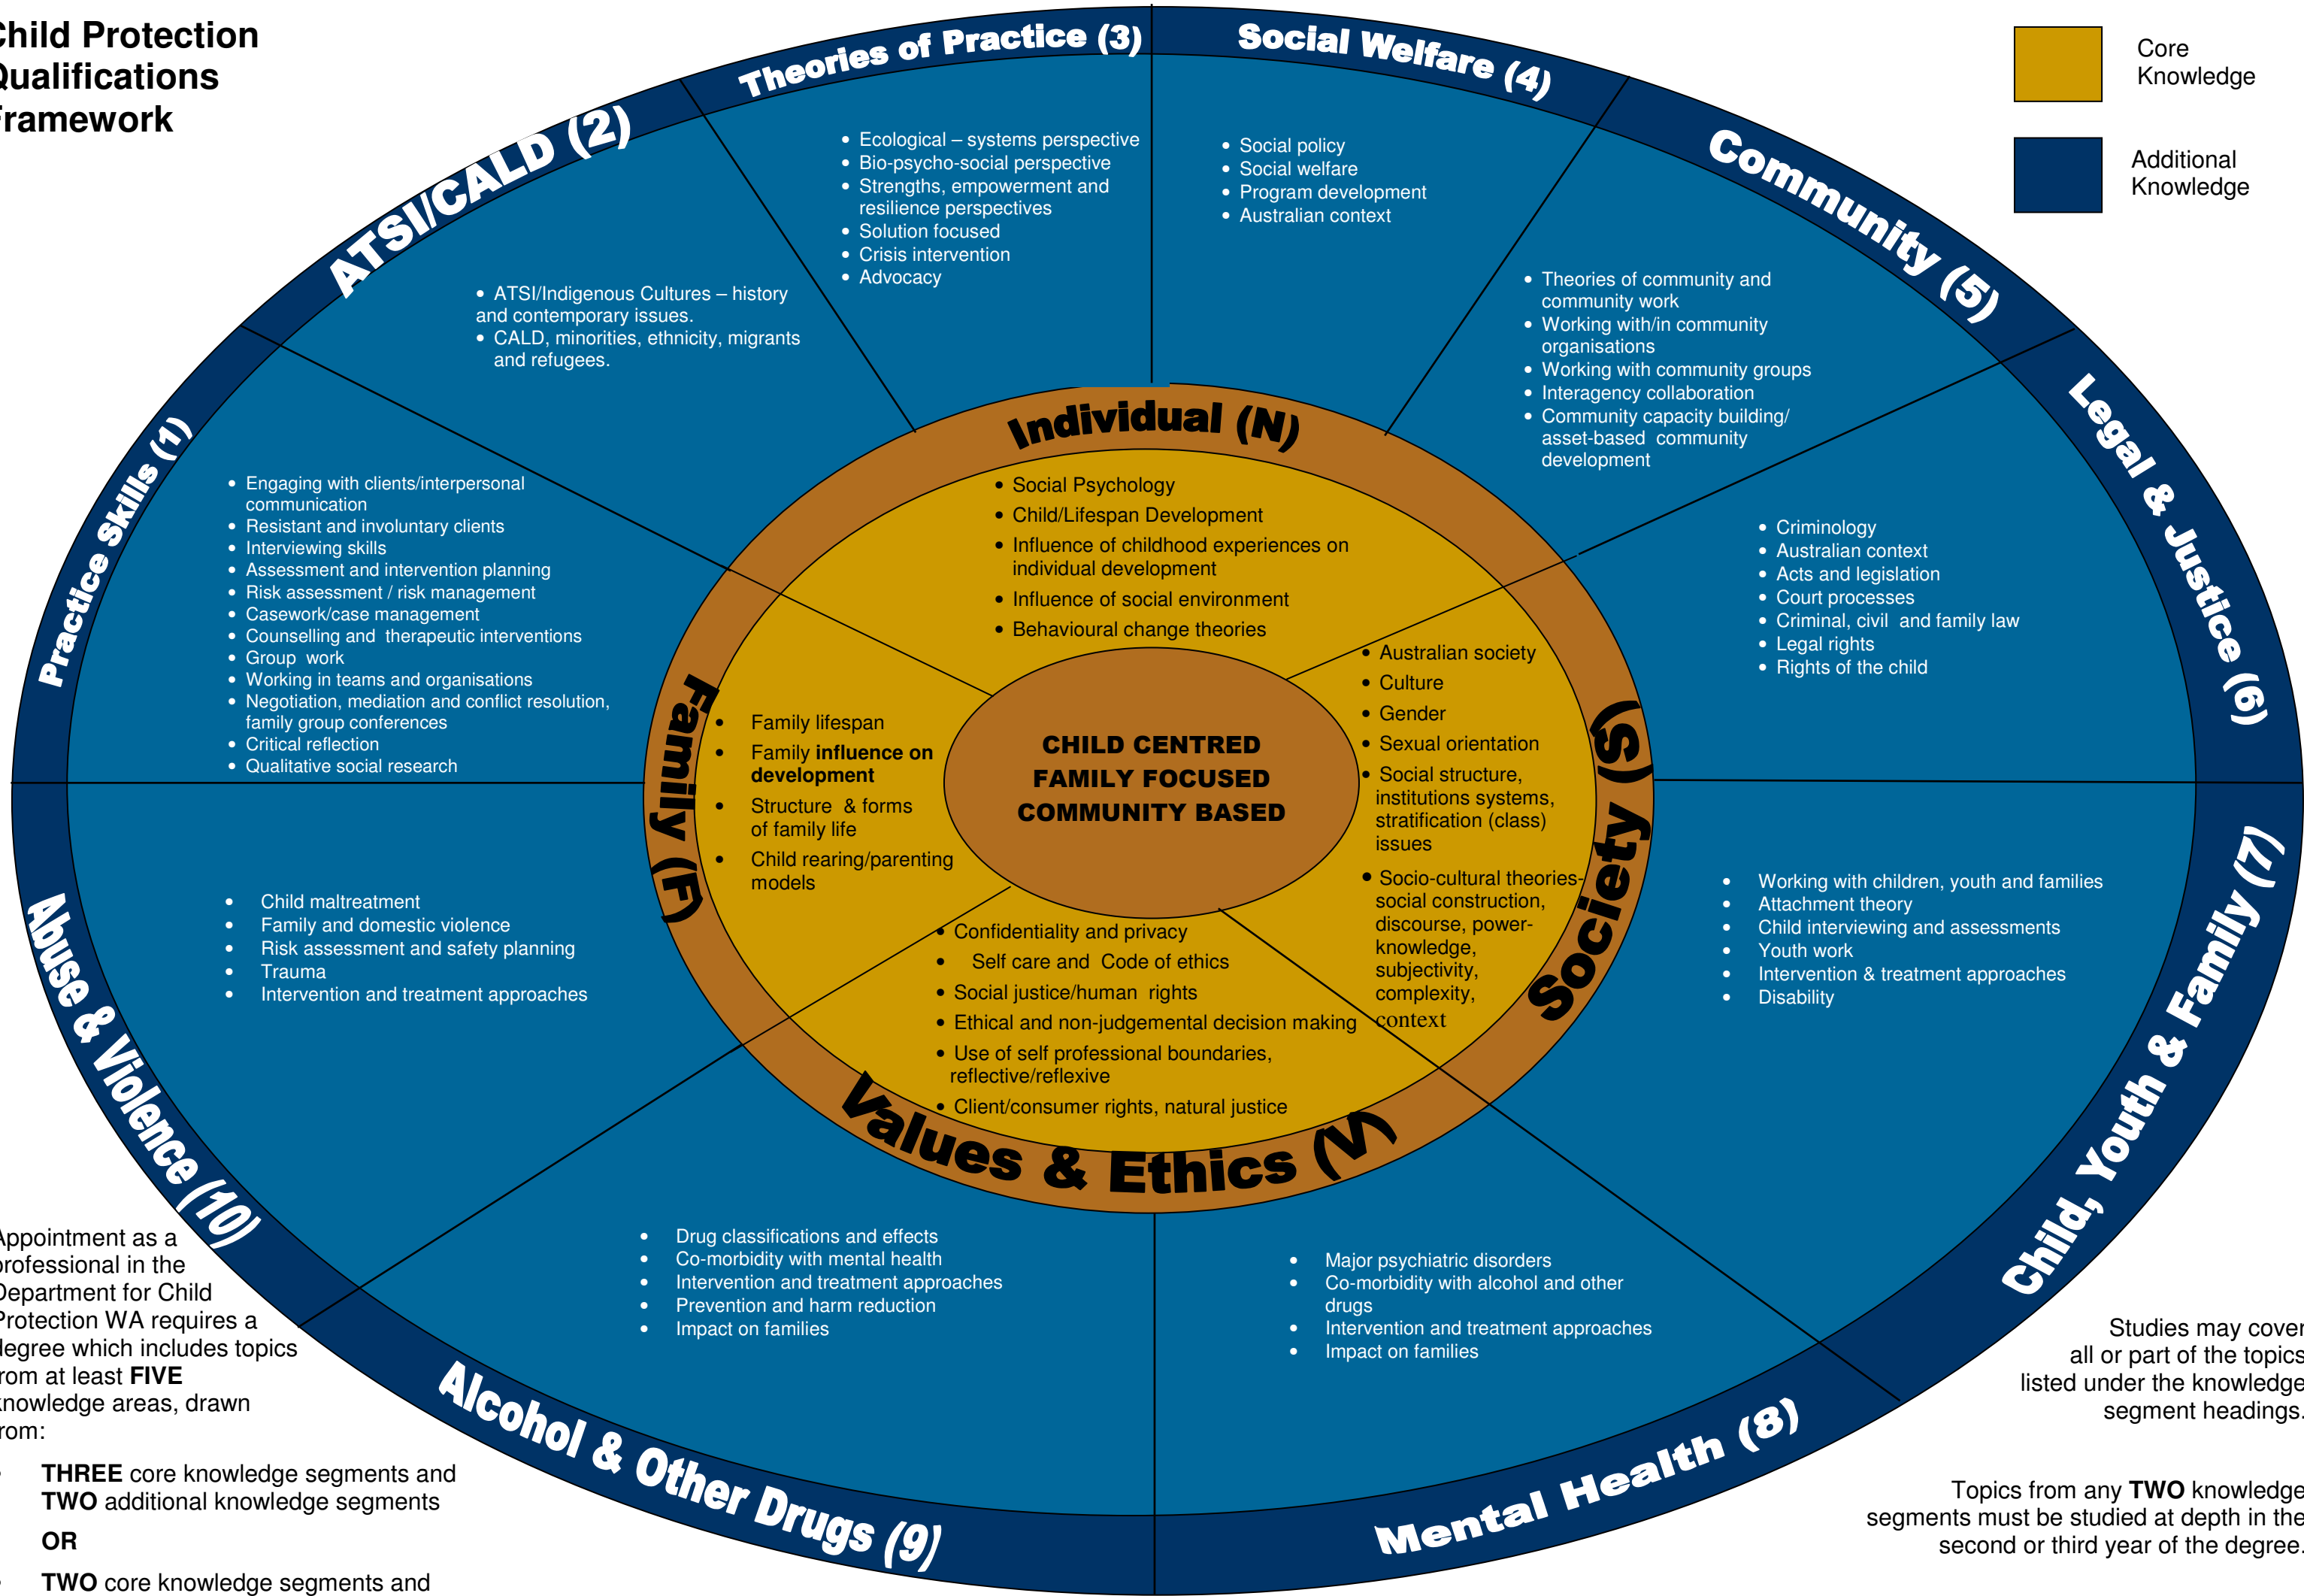 Child Protection
Qualifications
Framework
Core
Knowledge
Additional
Knowledge
Practice Skills (1)
• Engaging with clients/interpersonal
communication
• Resistant and involuntary clients
• Interviewing skills
• Assessment and intervention planning
• Risk assessment / risk management
• Casework/case management
• Counselling and therapeutic interventions
• Group work
• Working in teams and organisations
• Negotiation, mediation and conflict resolution,
family group conferences
• Critical reflection
• Qualitative social research
ATSI/CALD (2)
• ATSI/Indigenous Cultures – history
and contemporary issues.
• CALD, minorities, ethnicity, migrants
and refugees.
Theories of Practice (3)
• Ecological – systems perspective
• Bio-psycho-social perspective
• Strengths, empowerment and
resilience perspectives
• Solution focused
• Crisis intervention
• Advocacy
Social Welfare (4)
• Social policy
• Social welfare
• Program development
• Australian context
Community (5)
• Theories of community and
community work
• Working with/in community
organisations
• Working with community groups
• Interagency collaboration
• Community capacity building/
asset-based community
development
Legal & Justice (6)
• Criminology
• Australian context
• Acts and legislation
• Court processes
• Criminal, civil and family law
• Legal rights
• Rights of the child
Child, Youth & Family (7)
• Working with children, youth and families
• Attachment theory
• Child interviewing and assessments
• Youth work
• Intervention & treatment approaches
• Disability
Mental Health (8)
• Major psychiatric disorders
• Co-morbidity with alcohol and other
drugs
• Intervention and treatment approaches
• Impact on families
Alcohol & Other Drugs (9)
• Drug classifications and effects
• Co-morbidity with mental health
• Intervention and treatment approaches
• Prevention and harm reduction
• Impact on families
Abuse & Violence (10)
• Child maltreatment
• Family and domestic violence
• Risk assessment and safety planning
• Trauma
• Intervention and treatment approaches
Individual (N)
• Social Psychology
• Child/Lifespan Development
• Influence of childhood experiences on
individual development
• Influence of social environment
• Behavioural change theories
Family (F)
• Family lifespan
• Family influence on
development
• Structure & forms
of family life
• Child rearing/parenting
models
CHILD CENTRED
FAMILY FOCUSED
COMMUNITY BASED
Society (S)
• Australian society
• Culture
• Gender
• Sexual orientation
• Social structure,
institutions systems,
stratification (class)
issues
• Socio-cultural theories-
social construction,
discourse, power-
knowledge,
subjectivity,
complexity,
context
Values & Ethics (V)
• Confidentiality and privacy
• Self care and Code of ethics
• Social justice/human rights
• Ethical and non-judgemental decision making
• Use of self professional boundaries,
reflective/reflexive
• Client/consumer rights, natural justice
Appointment as a
professional in the
Department for Child
Protection WA requires a
degree which includes topics
from at least FIVE
knowledge areas, drawn
from:
• THREE core knowledge segments and
TWO additional knowledge segments
OR
• TWO core knowledge segments and
Studies may cover
all or part of the topics
listed under the knowledge
segment headings.
Topics from any TWO knowledge
segments must be studied at depth in the
second or third year of the degree.